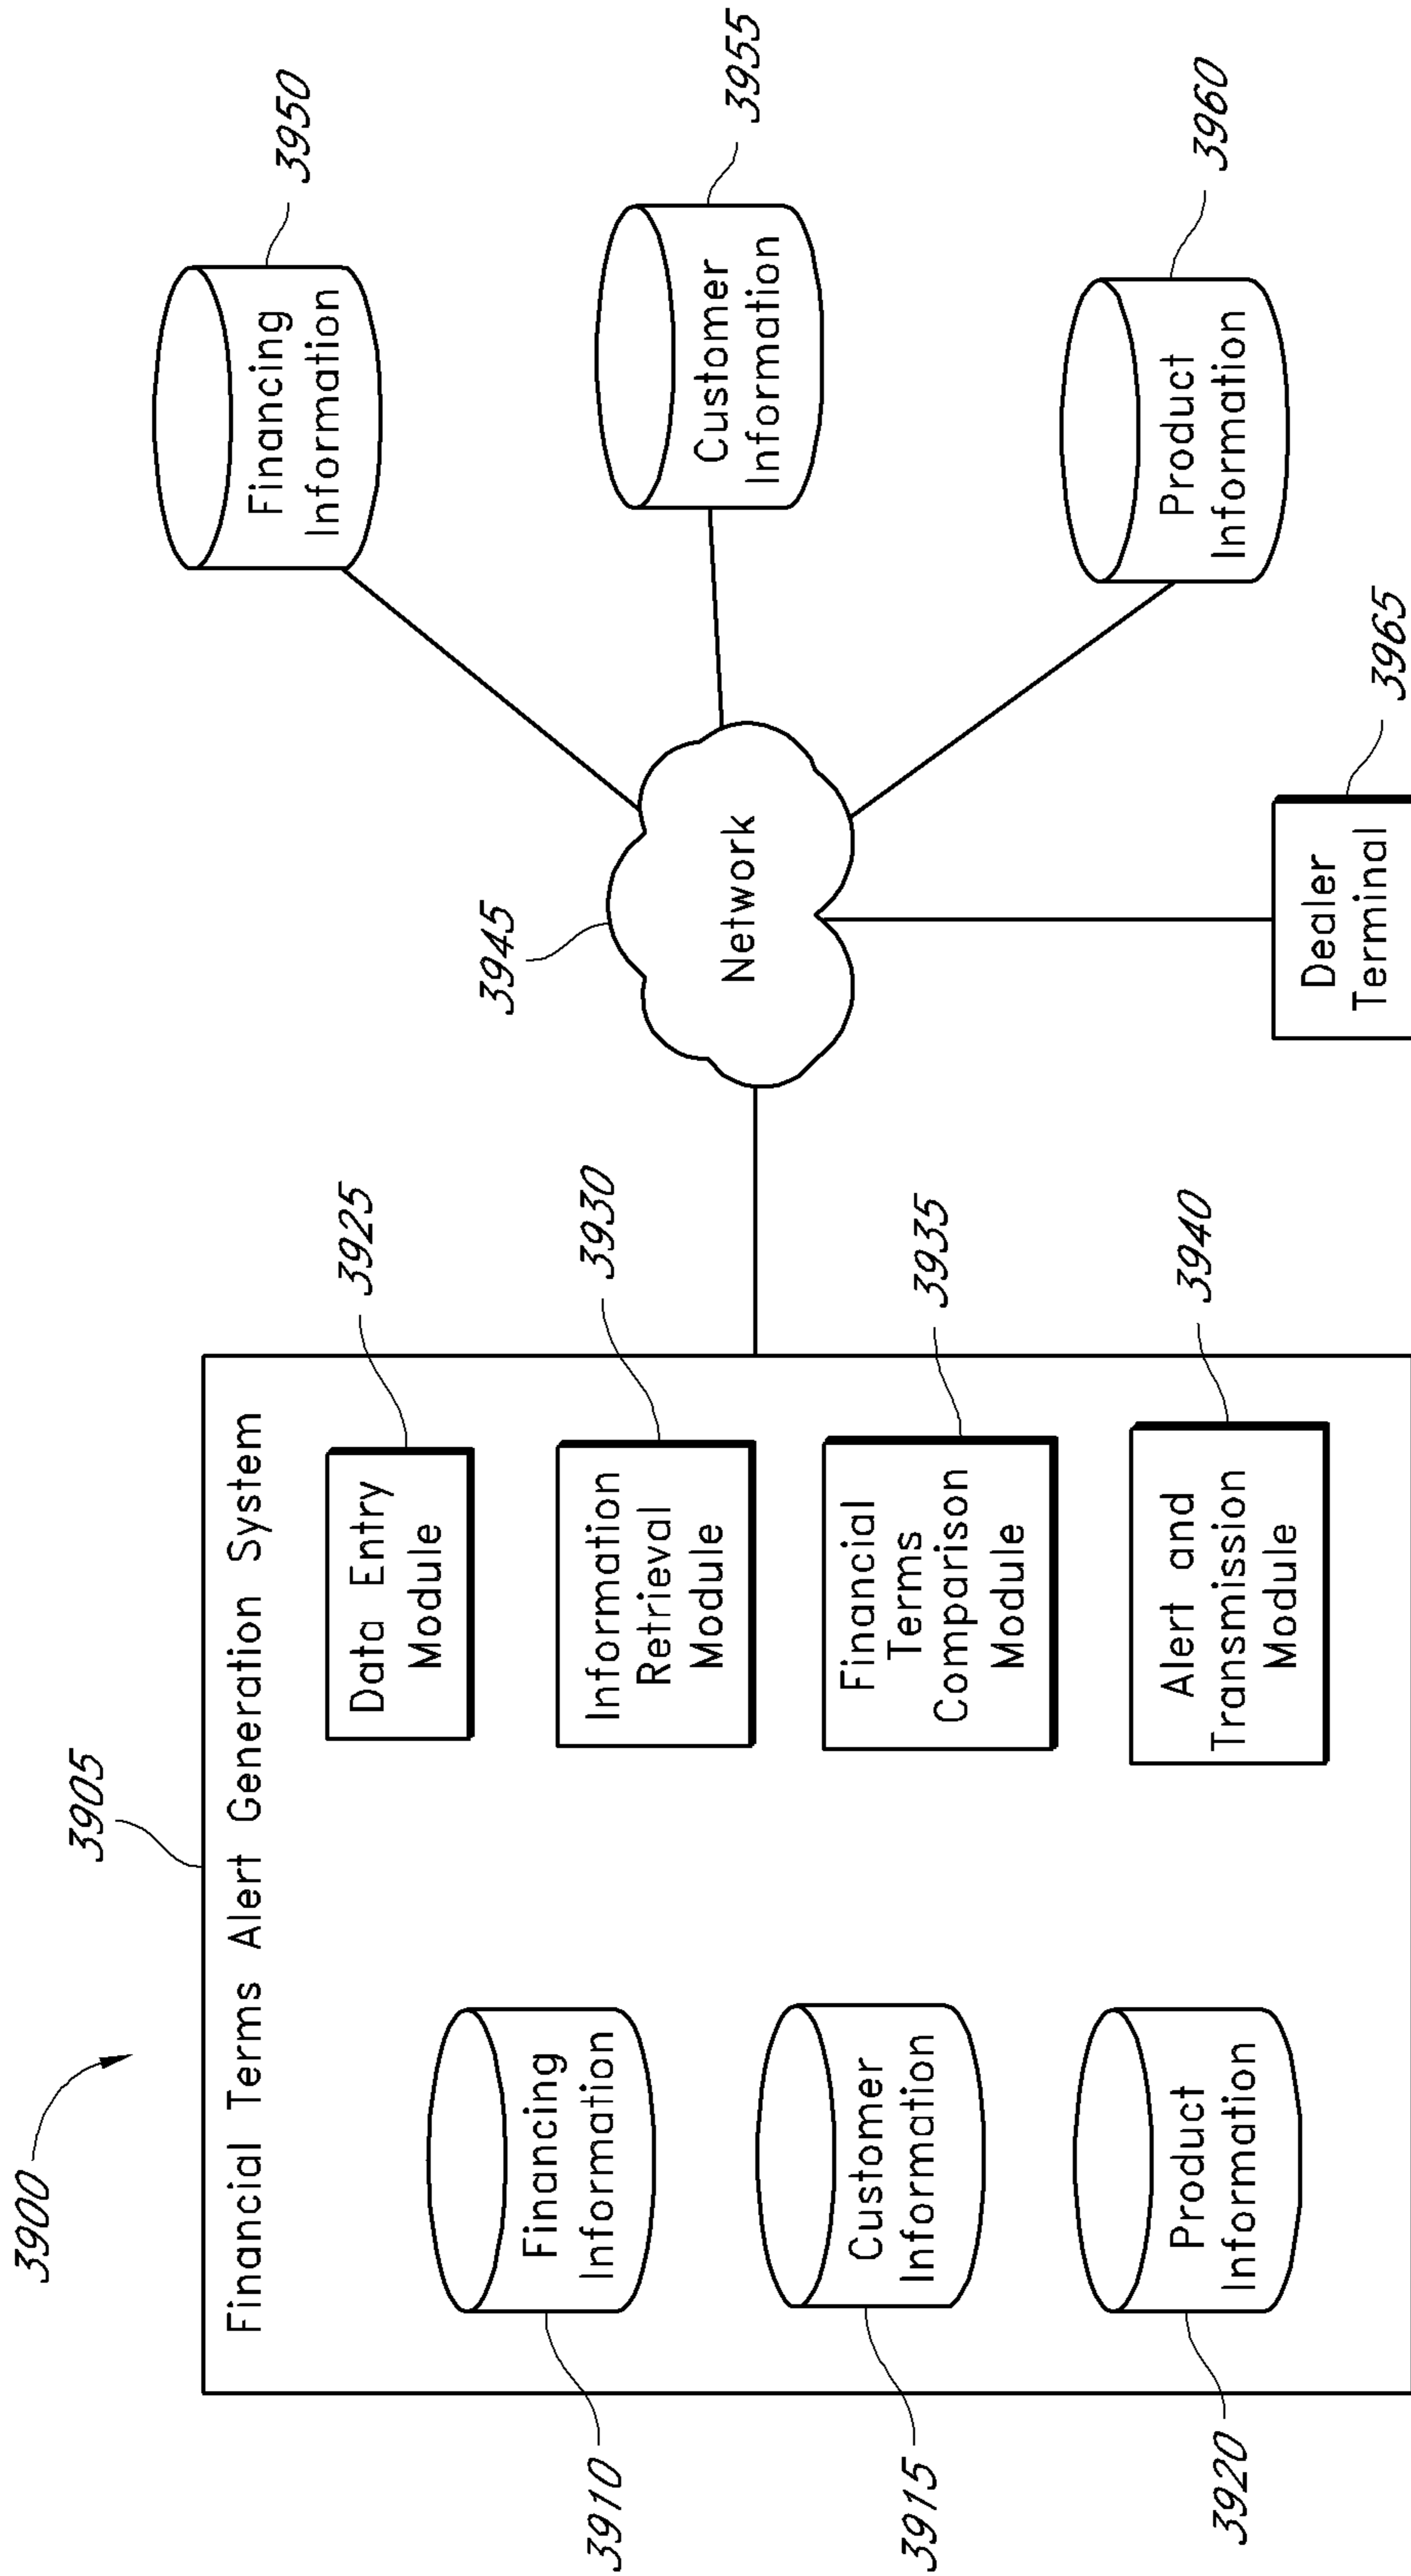 3900
3905
Financial Terms Alert Generation System
3910
Financing
Information
3915
Customer
Information
3920
Product
Information
Data Entry
Module
3925
Information
Retrieval
Module
3930
Financial
Terms
Comparison
Module
3935
Alert and
Transmission
Module
3940
3945
Network
Financing
Information
3950
Customer
Information
3955
Product
Information
3960
Dealer
Terminal
3965